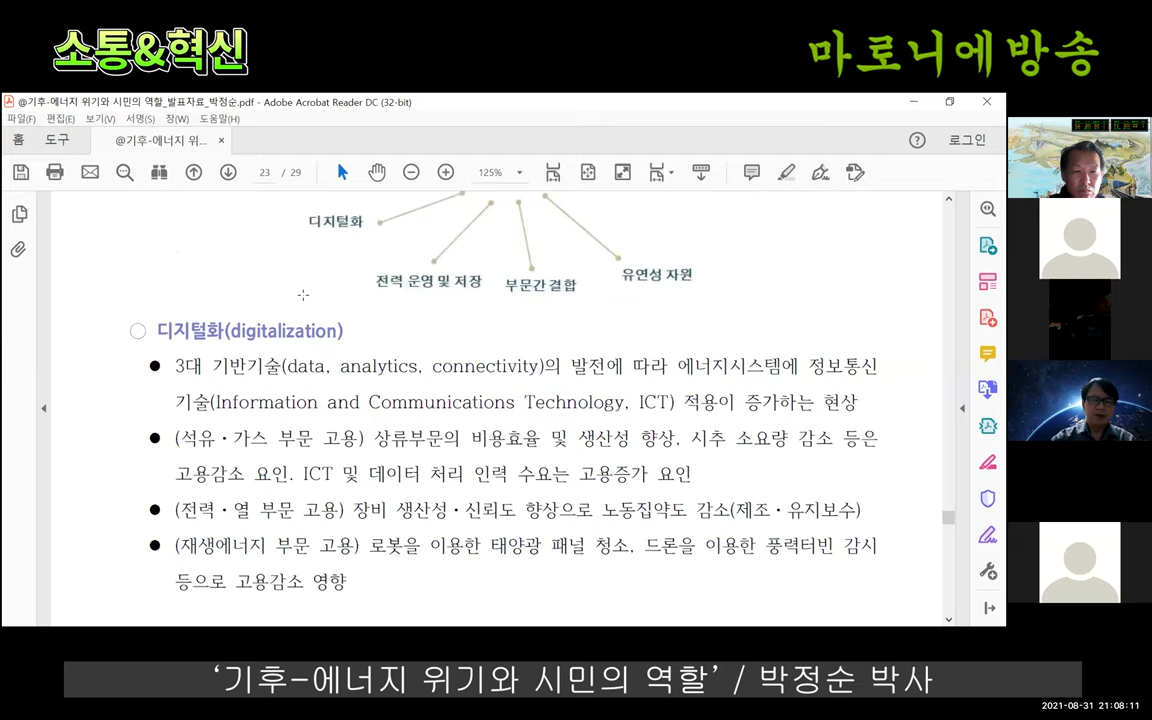 소통&혁신
마로니에방송
@기후-에너지 위기와 시민의 역할_발표자료_박정순.pdf - Adobe Acrobat Reader DC (32-bit)
파일(F) 편집(E) 보기(V) 서명(S) 창(W) 도움말(H)
홈 도구 @기후-에너지 위... × 로그인
23 / 29 125%
디지털화
전력 운영 및 저장
부문간 결합
유연성 자원
디지털화(digitalization)
● 3대 기반기술(data, analytics, connectivity)의 발전에 따라 에너지시스템에 정보통신
기술(Information and Communications Technology, ICT) 적용이 증가하는 현상
● (석유·가스 부문 고용) 상류부문의 비용효율 및 생산성 향상, 시추 소요량 감소 등은
고용감소 요인. ICT 및 데이터 처리 인력 수요는 고용증가 요인
● (전력·열 부문 고용) 장비 생산성·신뢰도 향상으로 노동집약도 감소(제조·유지보수)
● (재생에너지 부문 고용) 로봇을 이용한 태양광 패널 청소, 드론을 이용한 풍력터빈 감시
등으로 고용감소 영향
‘기후-에너지 위기와 시민의 역할’ / 박정순 박사
2021-08-31 21:08:11